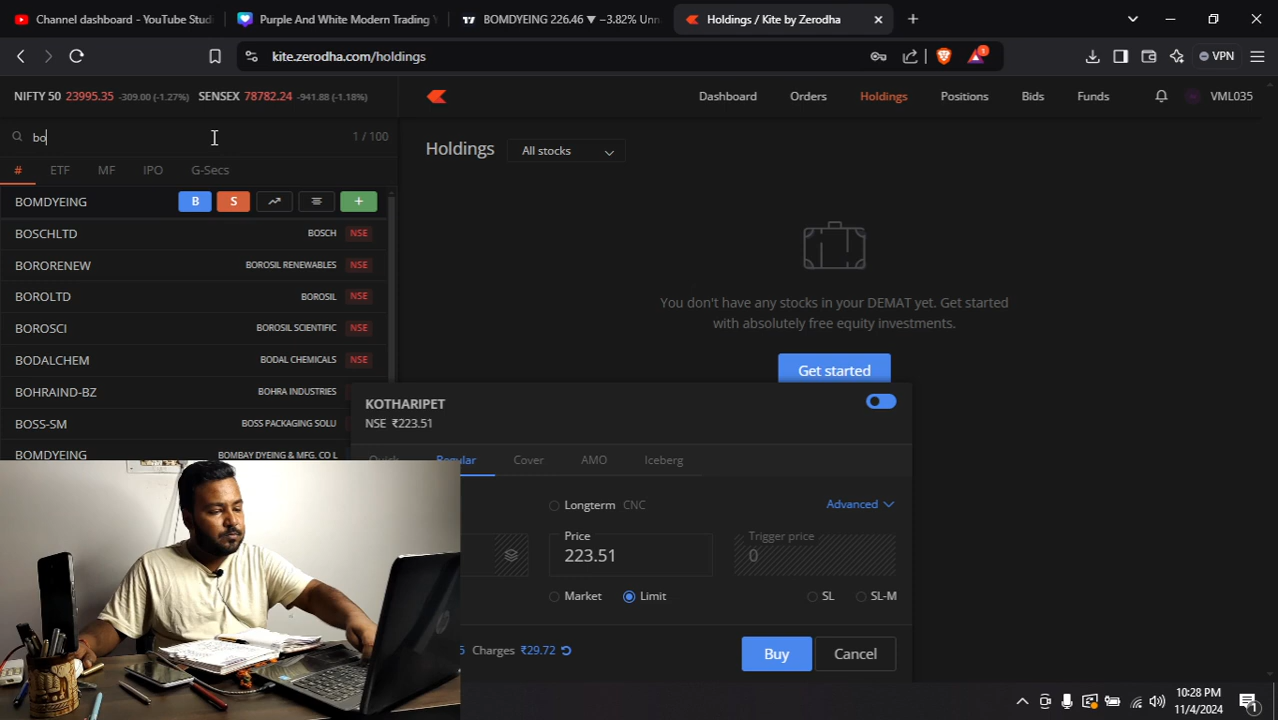 Channel dashboard - YouTube Studi
Purple And White Modern Trading Y
BOMDYEING 226.46 ▼ −3.82% Unn
Holdings / Kite by Zerodha
kite.zerodha.com/holdings
VPN
NIFTY 50 23995.35 -309.00 (-1.27%) SENSEX 78782.24 -941.88 (-1.18%)
Dashboard Orders Holdings Positions Bids Funds VML035
bo 1 / 100
Holdings All stocks
# ETF MF IPO G-Secs
BOMDYEING B S +
BOSCHLTD BOSCH NSE
BORORENEW BOROSIL RENEWABLES NSE
BOROLTD BOROSIL NSE
BOROSCI BOROSIL SCIENTIFIC NSE
BODALCHEM BODAL CHEMICALS NSE
BOHRAIND-BZ BOHRA INDUSTRIES
BOSS-SM BOSS PACKAGING SOLU
BOMDYEING BOMBAY DYEING & MFG. CO L
You don't have any stocks in your DEMAT yet. Get started
with absolutely free equity investments.
Get started
KOTHARIPET
NSE ₹223.51
Quick Regular Cover AMO Iceberg
Longterm CNC Advanced
Price Trigger price
223.51 0
Market Limit SL SL-M
5 Charges ₹29.72 Buy Cancel
10:28 PM
11/4/2024